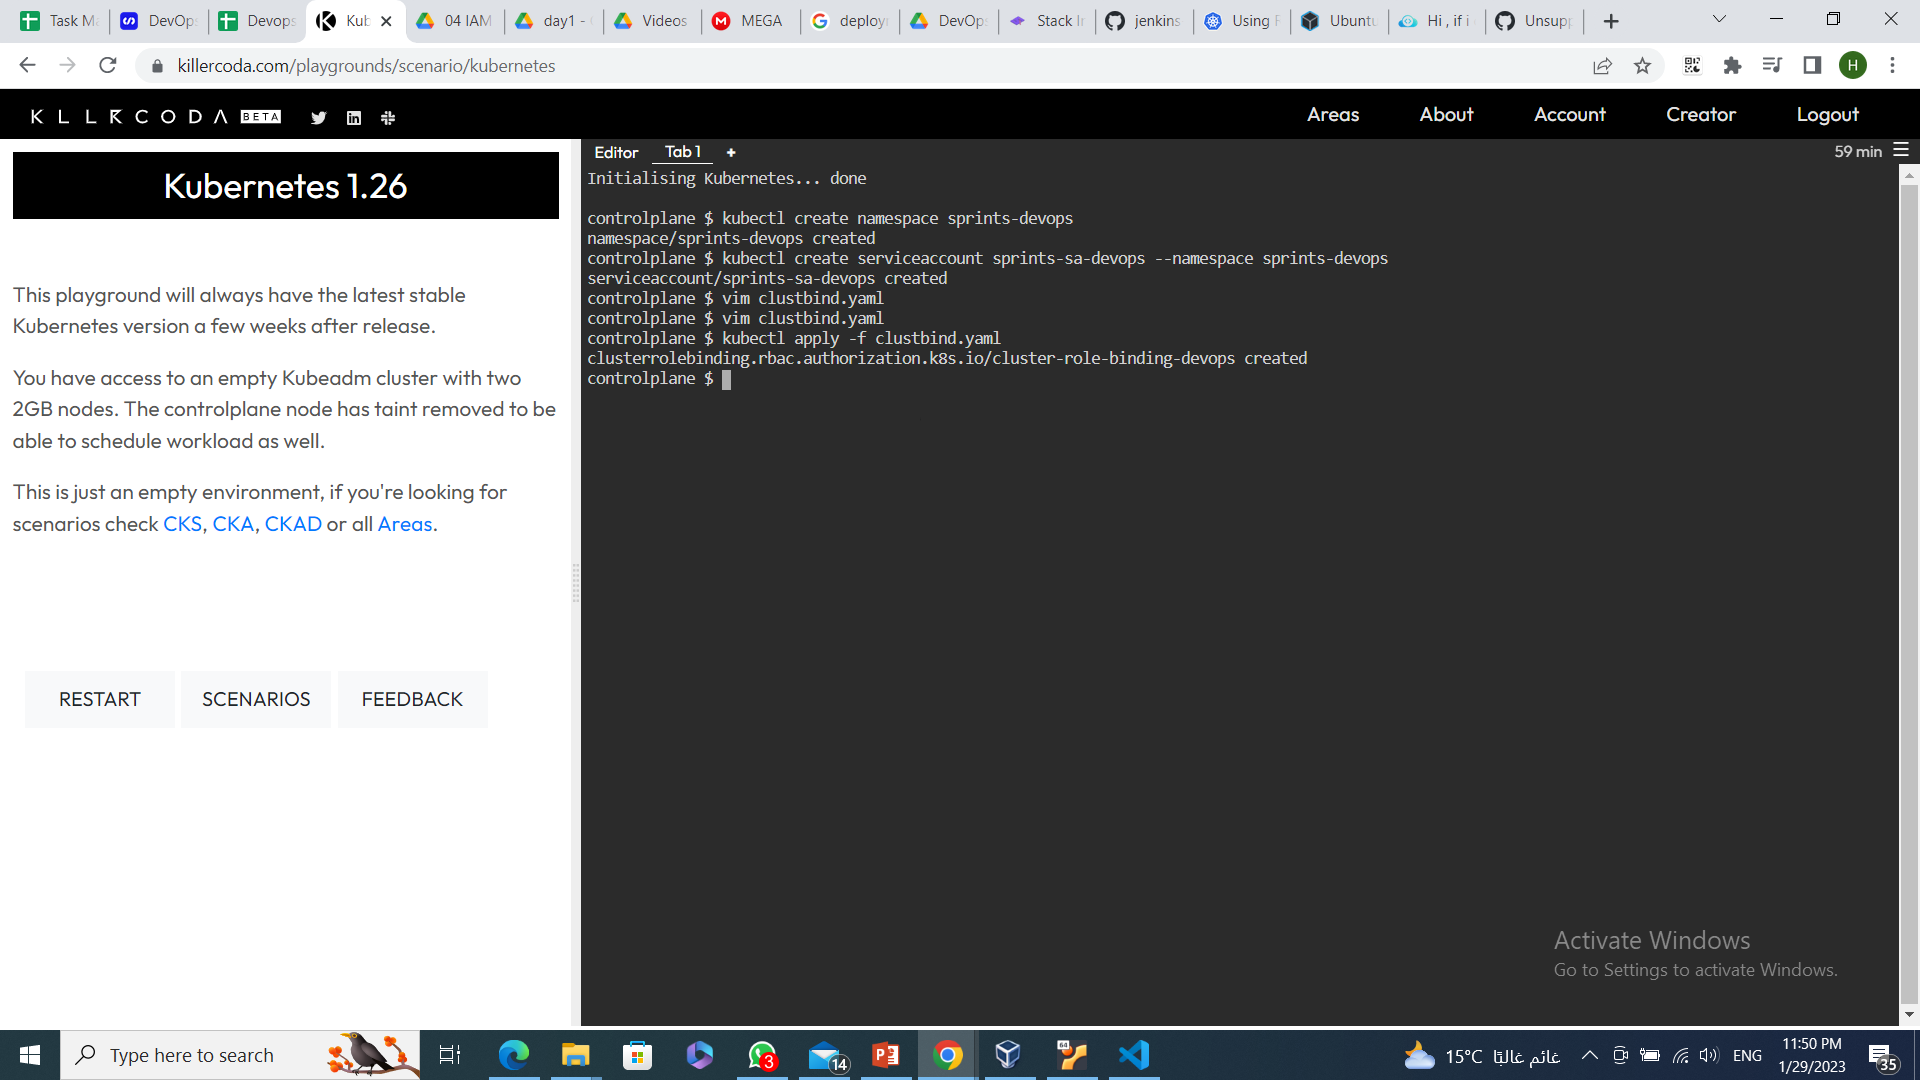 Task Ma
DevOps
Devops
Kub
04 IAM
day1 -
Videos
MEGA
deploy
DevOps
Stack I
jenkins
Using
Ubuntu
Hi , if i
Unsupp
killercoda.com/playgrounds/scenario/kubernetes
H
BETA
Areas
About
Account
Creator
Logout
Kubernetes 1.26
This playground will always have the latest stable
Kubernetes version a few weeks after release.
You have access to an empty Kubeadm cluster with two
2GB nodes. The controlplane node has taint removed to be
able to schedule workload as well.
This is just an empty environment, if you're looking for
scenarios check CKS, CKA, CKAD or all Areas.
RESTART
SCENARIOS
FEEDBACK
Editor
Tab 1
+
59 min
Initialising Kubernetes... done
controlplane $ kubectl create namespace sprints-devops
namespace/sprints-devops created
controlplane $ kubectl create serviceaccount sprints-sa-devops --namespace sprints-devops
serviceaccount/sprints-sa-devops created
controlplane $ vim clustbind.yaml
controlplane $ vim clustbind.yaml
controlplane $ kubectl apply -f clustbind.yaml
clusterrolebinding.rbac.authorization.k8s.io/cluster-role-binding-devops created
controlplane $
Activate Windows
Go to Settings to activate Windows.
Type here to search
3
14
64
15°C
غائم غالبًا
ENG
11:50 PM
1/29/2023
35